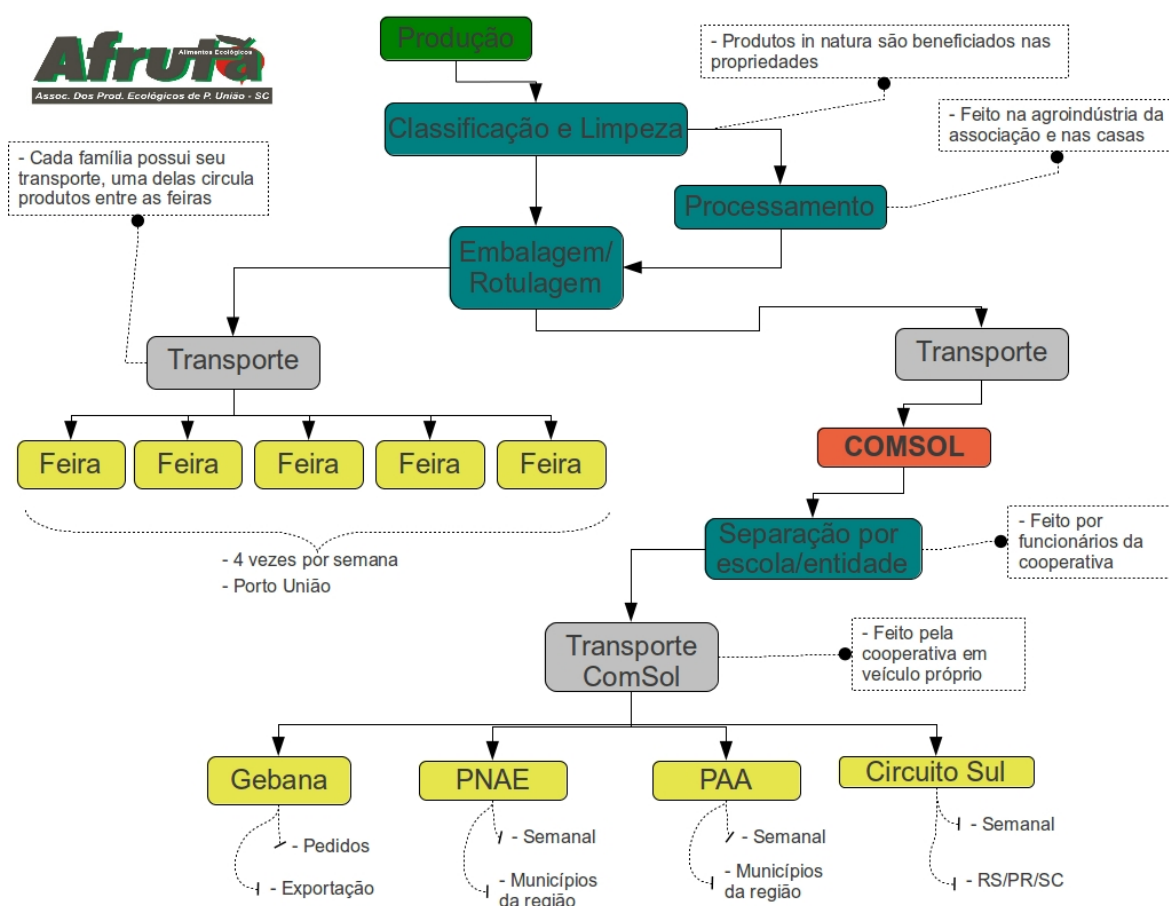 Afruta
Alimentos Ecológicos
Assoc. Dos Prod. Ecológicos de P. União - SC
Produção
- Produtos in natura são beneficiados nas
propriedades
Classificação e Limpeza
- Feito na agroindústria da
associação e nas casas
- Cada família possui seu
transporte, uma delas circula
produtos entre as feiras
Processamento
Embalagem/
Rotulagem
Transporte
Transporte
Feira
Feira
Feira
Feira
Feira
COMSOL
- 4 vezes por semana
- Porto União
Separação por
escola/entidade
- Feito por
funcionários da
cooperativa
Transporte
ComSol
- Feito pela
cooperativa em
veículo próprio
Gebana
PNAE
PAA
Circuito Sul
- Pedidos
- Exportação
- Semanal
- Municípios
da região
- Semanal
- Municípios
da região
- Semanal
- RS/PR/SC